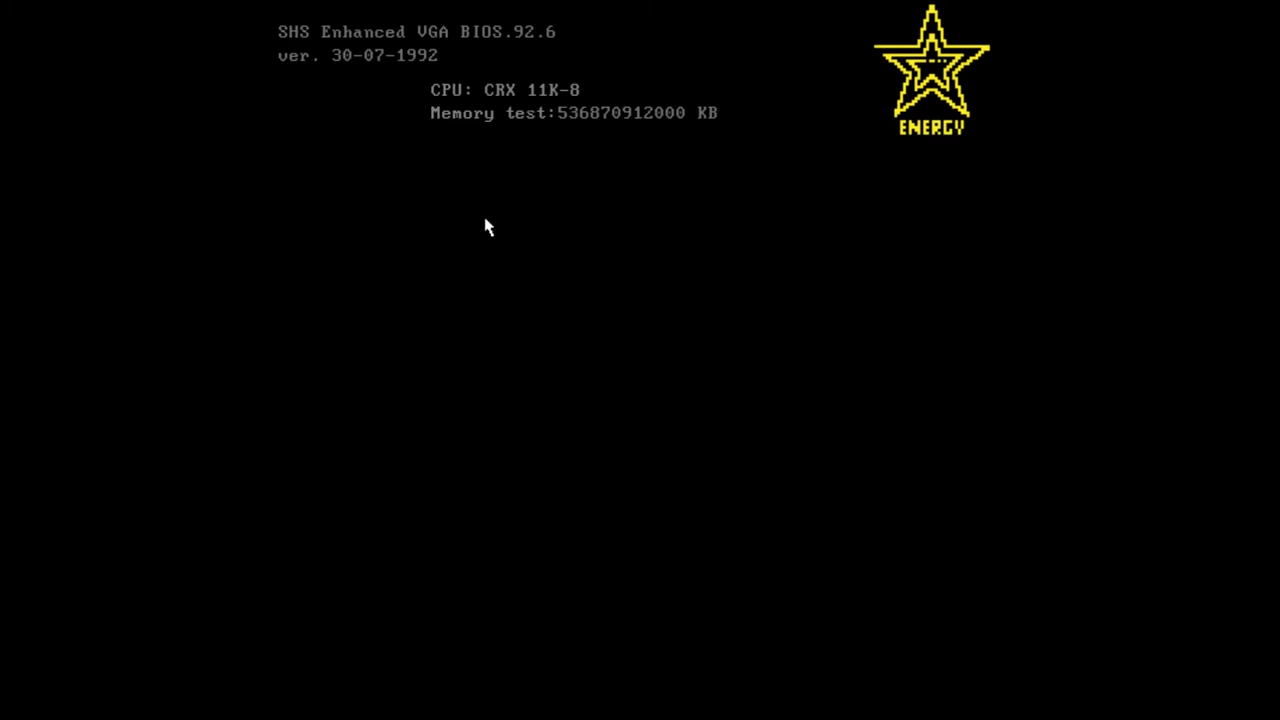 SHS Enhanced VGA BIOS.92.6
ver. 30-07-1992
CPU: CRX 11K-8
Memory test:536870912000 KB
ENERGY